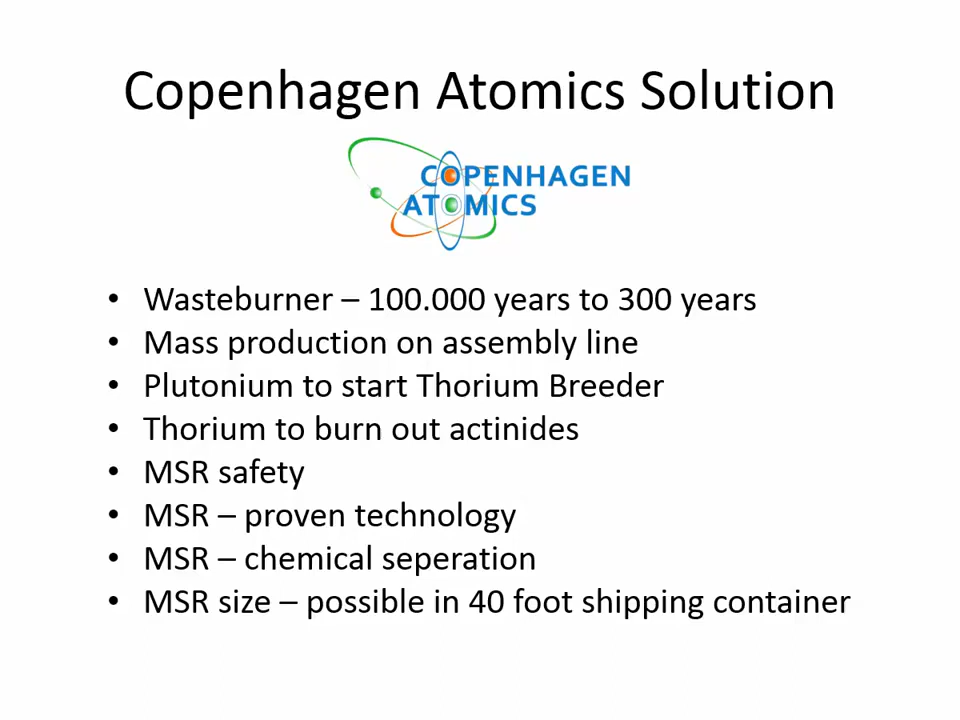 Copenhagen Atomics Solution
COPENHAGEN
ATOMICS
• Wasteburner – 100.000 years to 300 years
• Mass production on assembly line
• Plutonium to start Thorium Breeder
• Thorium to burn out actinides
• MSR safety
• MSR – proven technology
• MSR – chemical seperation
• MSR size – possible in 40 foot shipping container